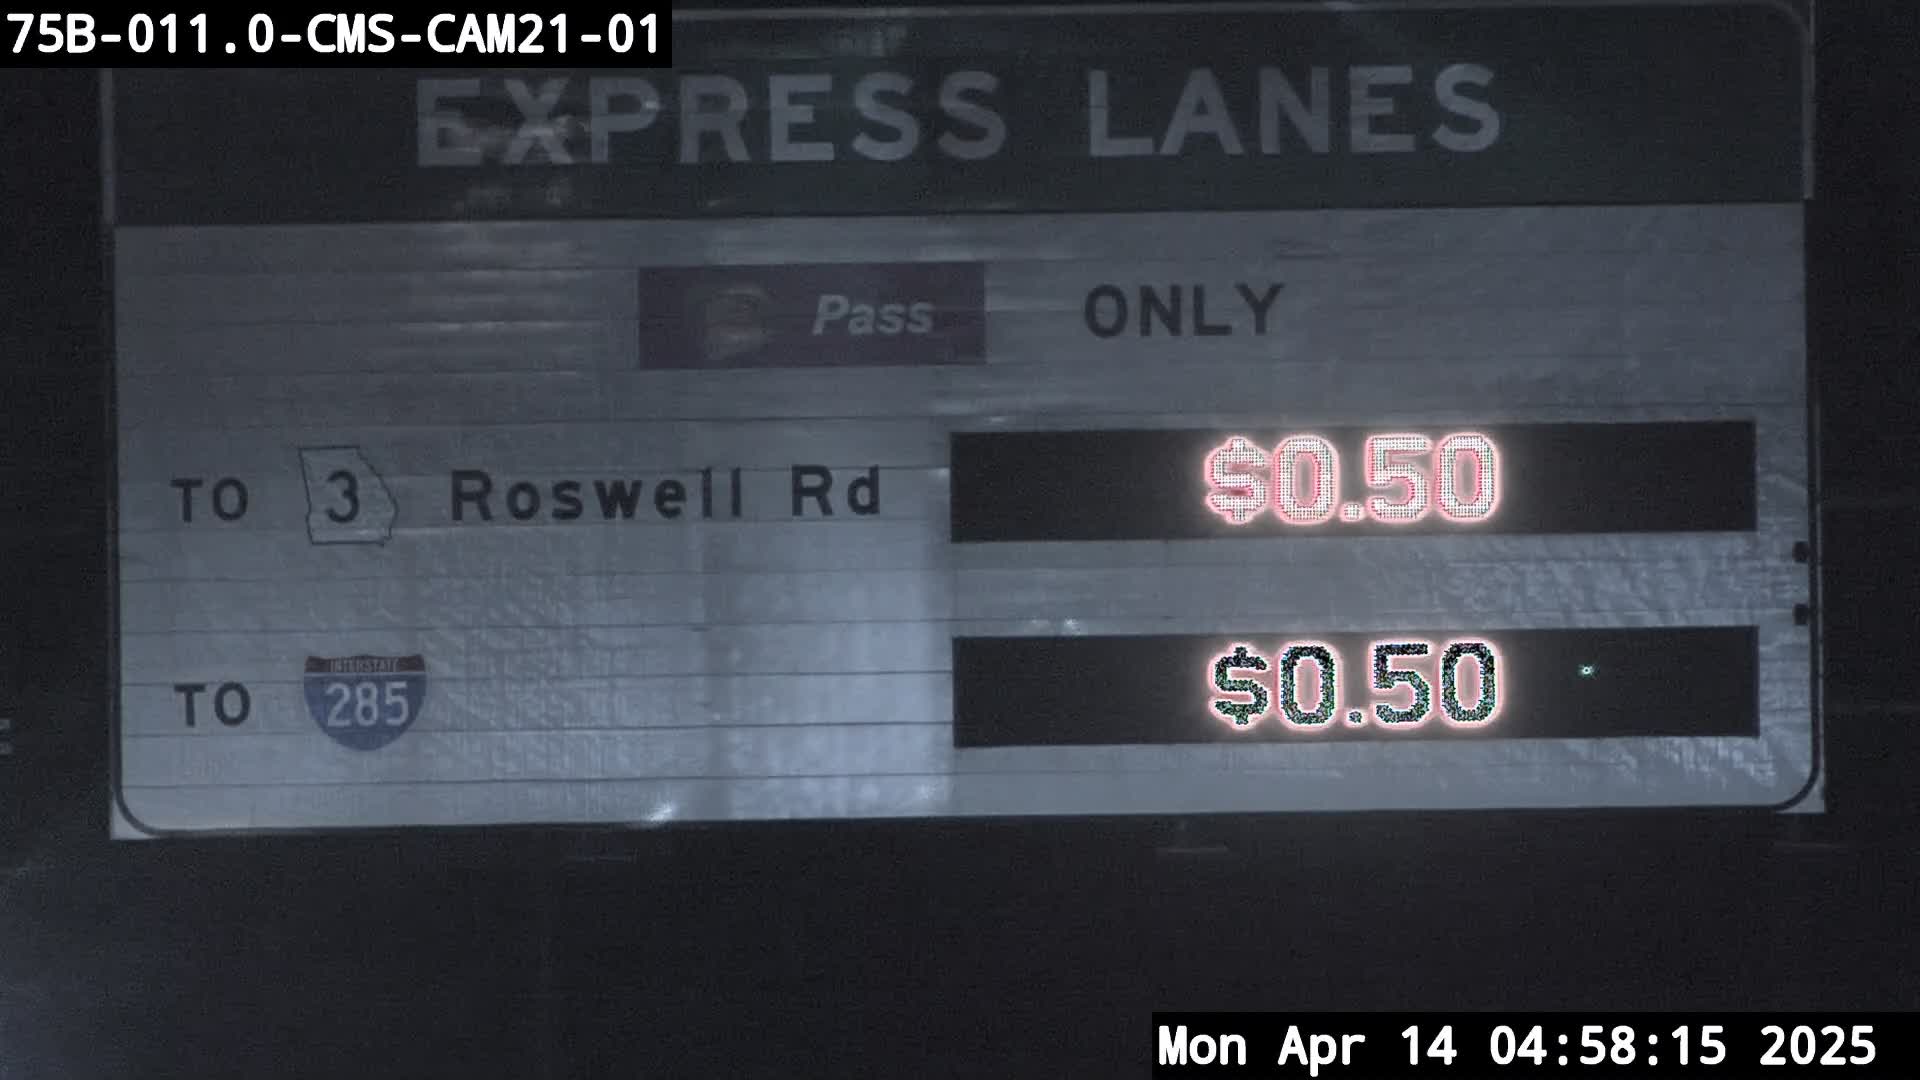 75B-011.0-CMS-CAM21-01
EXPRESS LANES
Pass ONLY
TO 3 Roswell Rd $0.50
TO INTERSTATE 285 $0.50
Mon Apr 14 04:58:15 2025